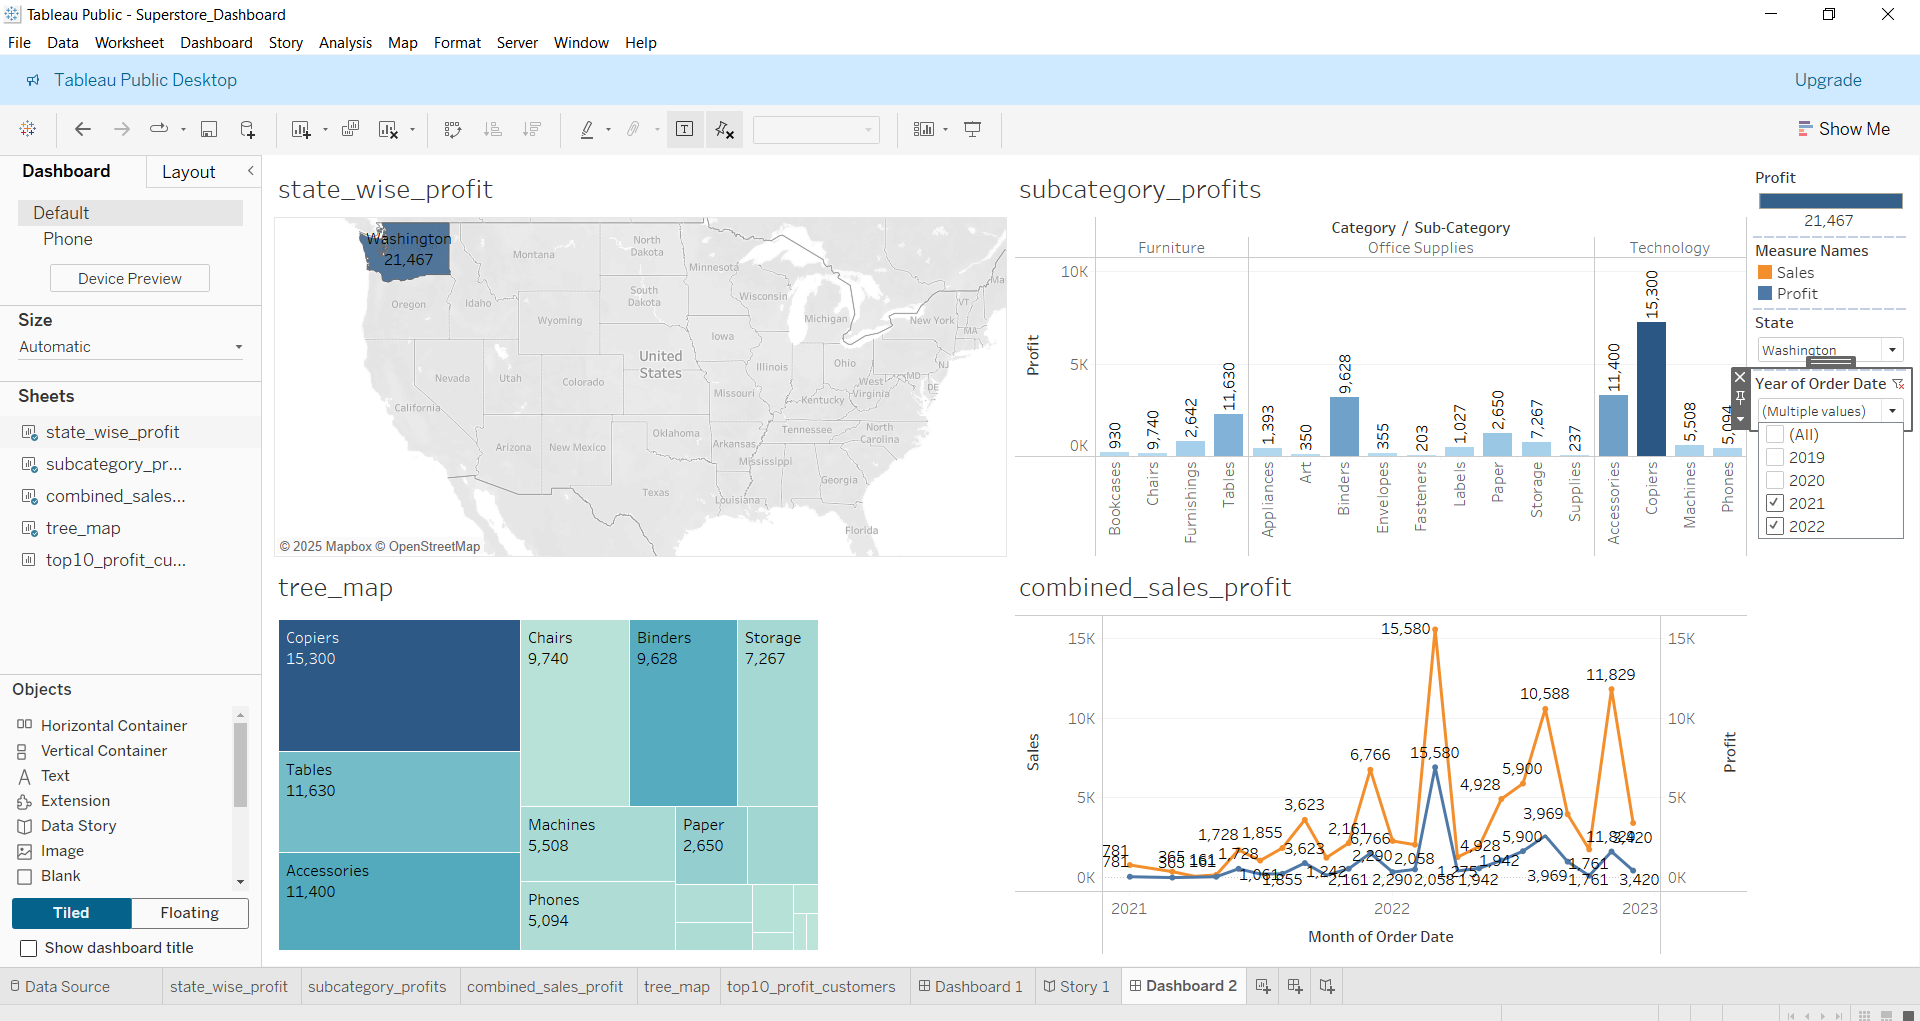 Tableau Public - Superstore_Dashboard
File Data Worksheet Dashboard Story Analysis Map Format Server Window Help
Tableau Public Desktop Upgrade
Show Me
Dashboard Layout
Default
Phone
Device Preview
Size
Automatic
Sheets
state_wise_profit
subcategory_pr...
combined_sales...
tree_map
top10_profit_cu...
Objects
Horizontal Container
Vertical Container
Text
Extension
Data Story
Image
Blank
Tiled Floating
Show dashboard title
state_wise_profit
Washington
21,467
Montana
North
Dakota
Minnesota
Oregon
Idaho
South
Dakota
Wisconsin
Wyoming
Michigan
New York
VT
MA
Ma
Iowa
Nevada
Utah
Colorado
United
States
Illinois
Ohio
NJ
MD
DE
West
Virginia
Missouri
Kentucky
California
Arizona
New Mexico
Oklahoma
Arkansas
Tennessee
North
Carolina
Mississippi
Georgia
Texas
Louisiana
Florida
© 2025 Mapbox © OpenStreetMap
subcategory_profits
Category / Sub-Category
Furniture Office Supplies Technology
Profit
10K
5K
0K
930
9,740
2,642
11,630
1,393
350
9,628
355
203
1,027
2,650
7,267
237
11,400
15,300
5,508
5,094
Bookcases
Chairs
Furnishings
Tables
Appliances
Art
Binders
Envelopes
Fasteners
Labels
Paper
Storage
Supplies
Accessories
Copiers
Machines
Phones
Profit
21,467
Measure Names
Sales
Profit
State
Washington
Year of Order Date
(Multiple values)
(All)
2019
2020
2021
2022
tree_map
Copiers
15,300
Tables
11,630
Accessories
11,400
Chairs
9,740
Binders
9,628
Storage
7,267
Machines
5,508
Paper
2,650
Phones
5,094
combined_sales_profit
Sales
15K
10K
5K
0K
15,580
11,829
10,588
6,766
15,580
5,900
4,928
3,623
3,969
1,728
1,855
2,161
6,766
5,900
11,829
3,420
781
365
161
1,728
3,623
2,290
2,058
4,928
1,942
1,761
781
365
161
1,061
1,855
1,242
2,161
2,290
2,058
1,275
1,942
3,969
1,761
3,420
15K
10K
5K
0K
Profit
2021 2022 2023
Month of Order Date
Data Source state_wise_profit subcategory_profits combined_sales_profit tree_map top10_profit_customers Dashboard 1 Story 1 Dashboard 2